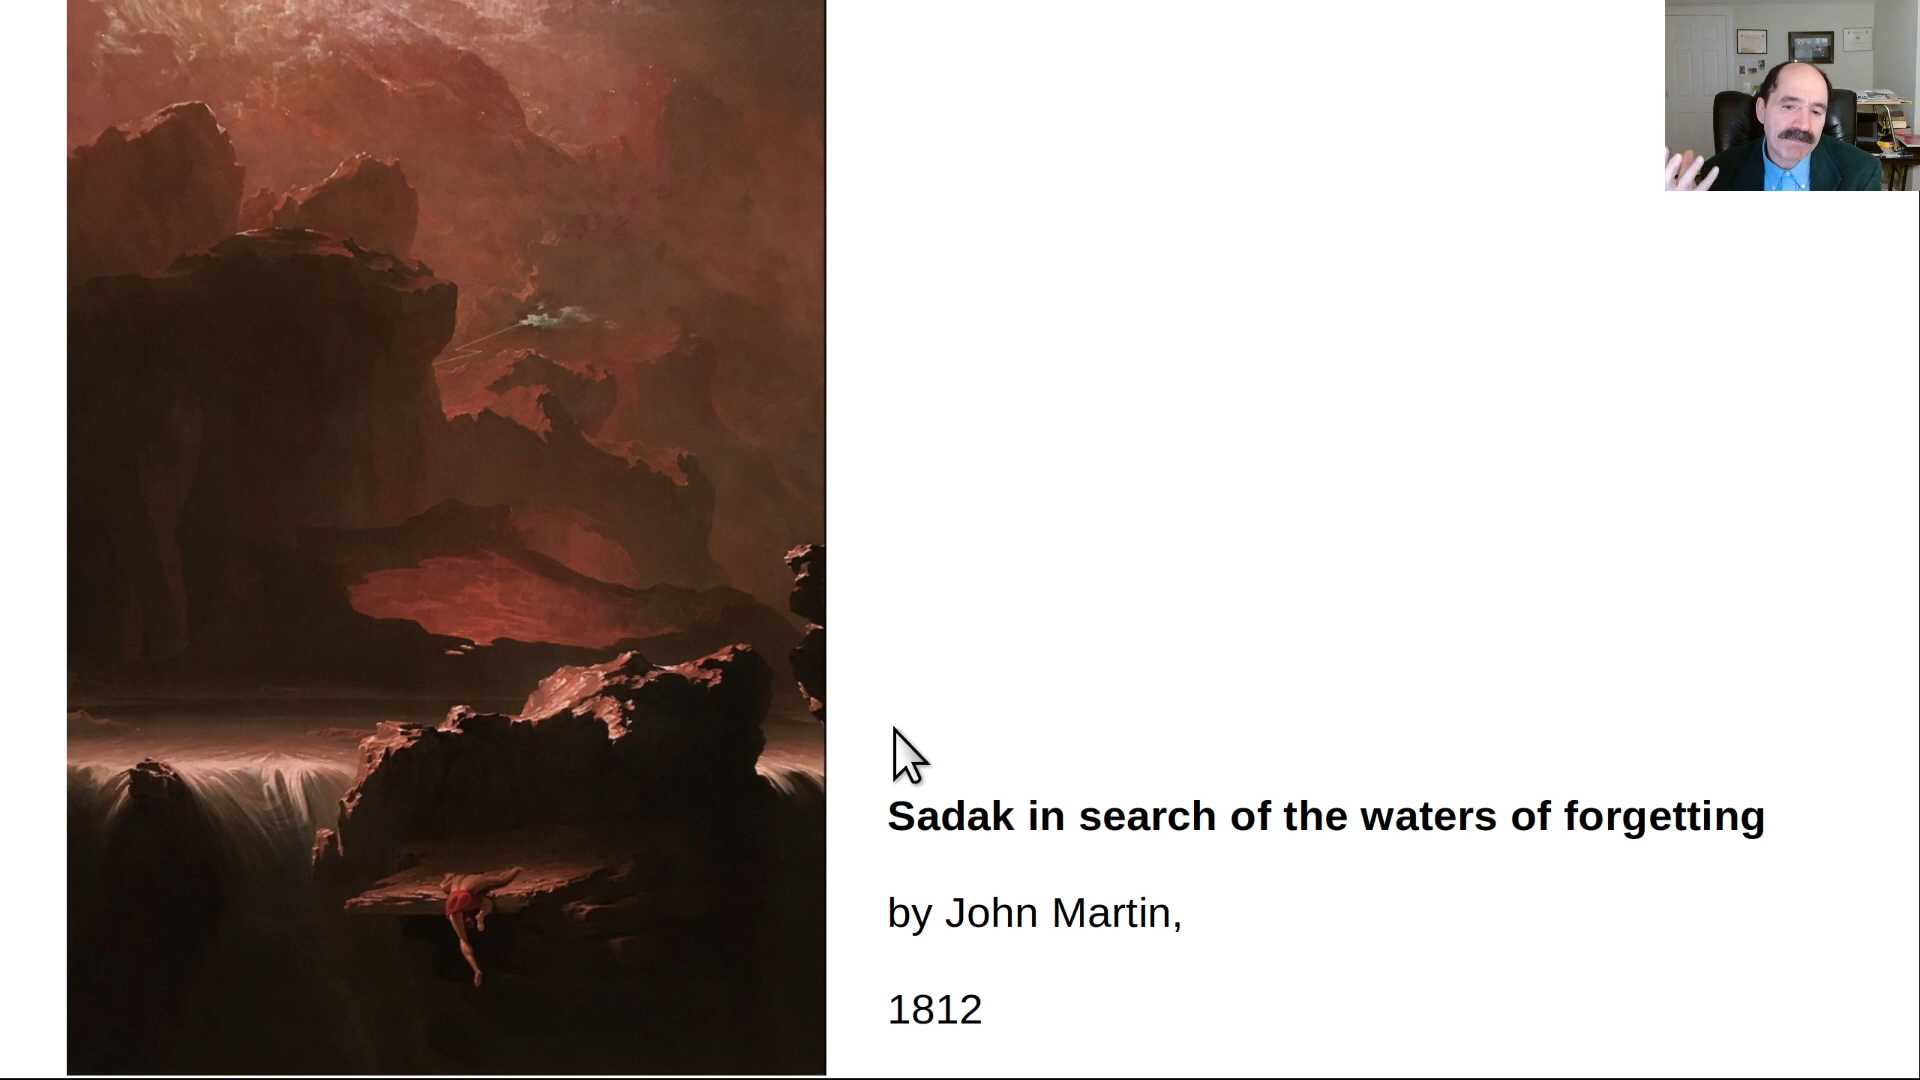 Sadak in search of the waters of forgetting
by John Martin,
1812